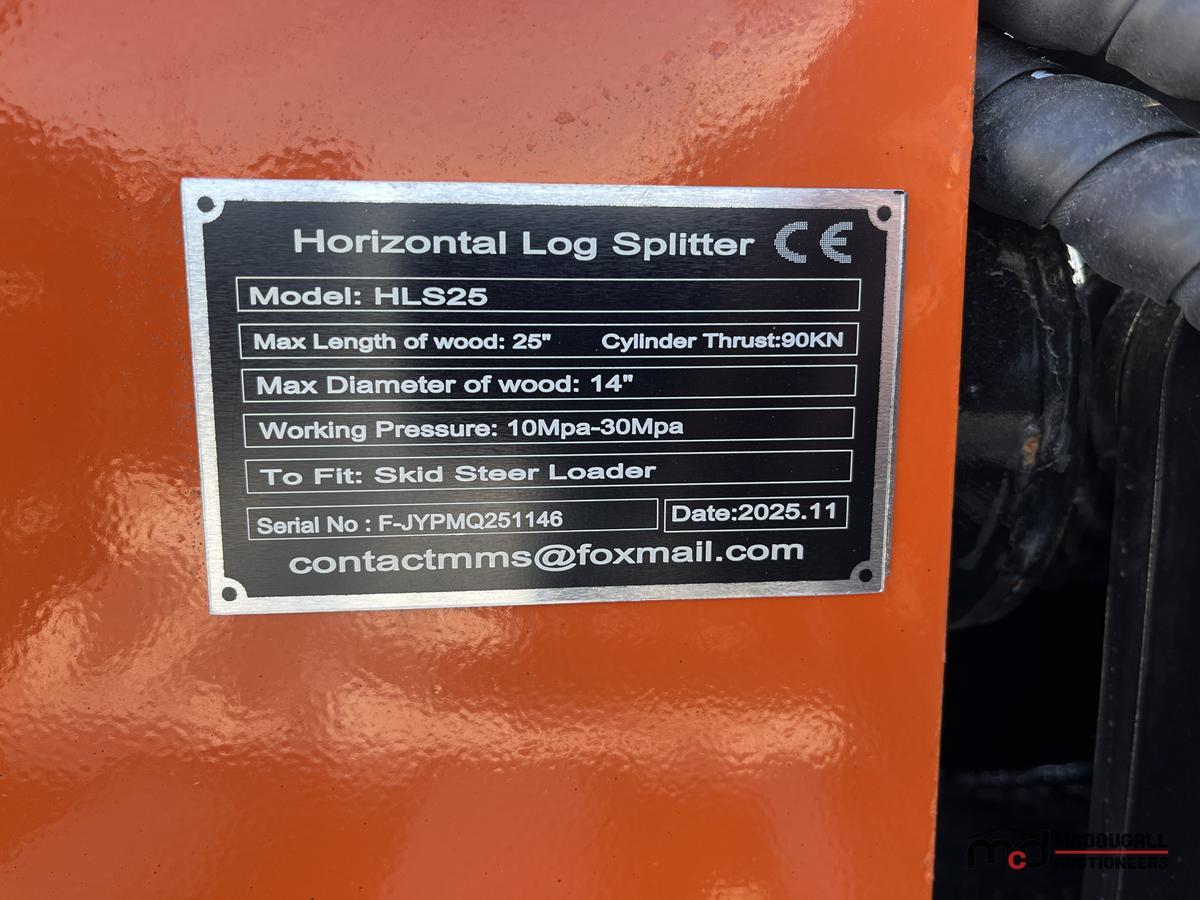 Horizontal Log Splitter CE
Model: HLS25
Max Length of wood: 25" Cylinder Thrust:90KN
Max Diameter of wood: 14"
Working Pressure: 10Mpa-30Mpa
To Fit: Skid Steer Loader
Serial No : F-JYPMQ251146 Date:2025.11
contactmms@foxmail.com
mcd MCDOUGALL
AUCTIONEERS